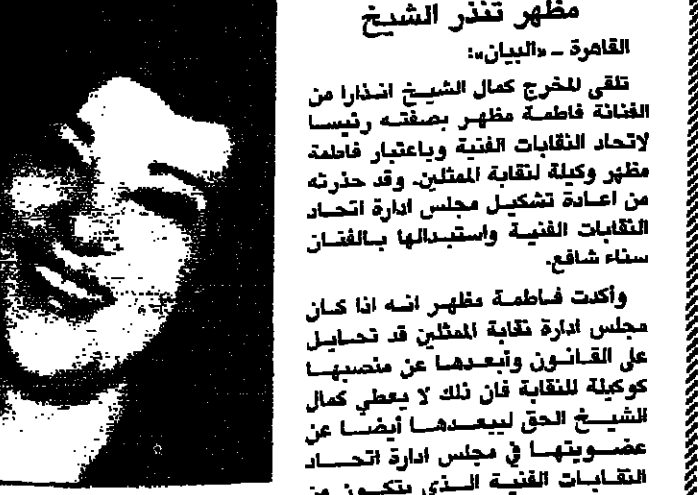 مظهر تنذر الشيخ
القاهرة - «البيان»:
تلقى المخرج كمال الشيخ انذارا من
الفنانة فاطمة مظهر بصفته رئيسا
لاتحاد النقابات الفنية وباعتبار فاطمة
مظهر وكيلة لنقابة الممثلين. وقد حذرته
من اعادة تشكيل مجلس ادارة اتحاد
النقابات الفنية واستبدالها بالفنان
سناء شافع.
وأكدت فاطمة مظهر انه اذا كان
مجلس ادارة نقابة الممثلين قد تحايل
على القانون وأبعدها عن منصبها
كوكيلة للنقابة فان ذلك لا يعطي كمال
الشيخ الحق ليبعدها أيضا عن
عضويتها في مجلس ادارة اتحاد
النقابات الفنية الذي يتكون من